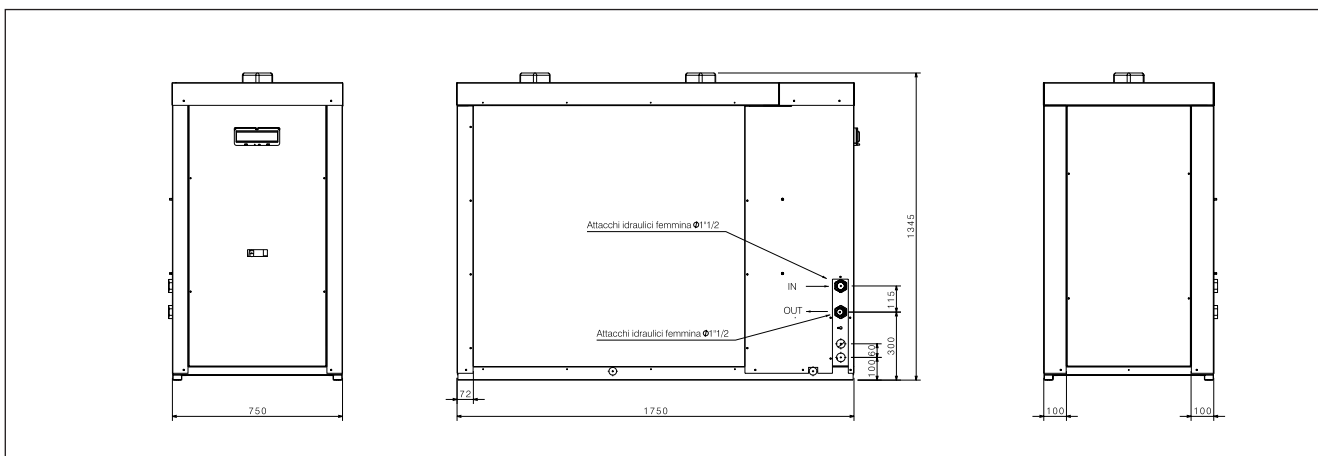 750
Attacchi idraulici femmina Φ1"1/2
IN
OUT
Attacchi idraulici femmina Φ1"1/2
72
1750
1345
115
300
60
100
100
100